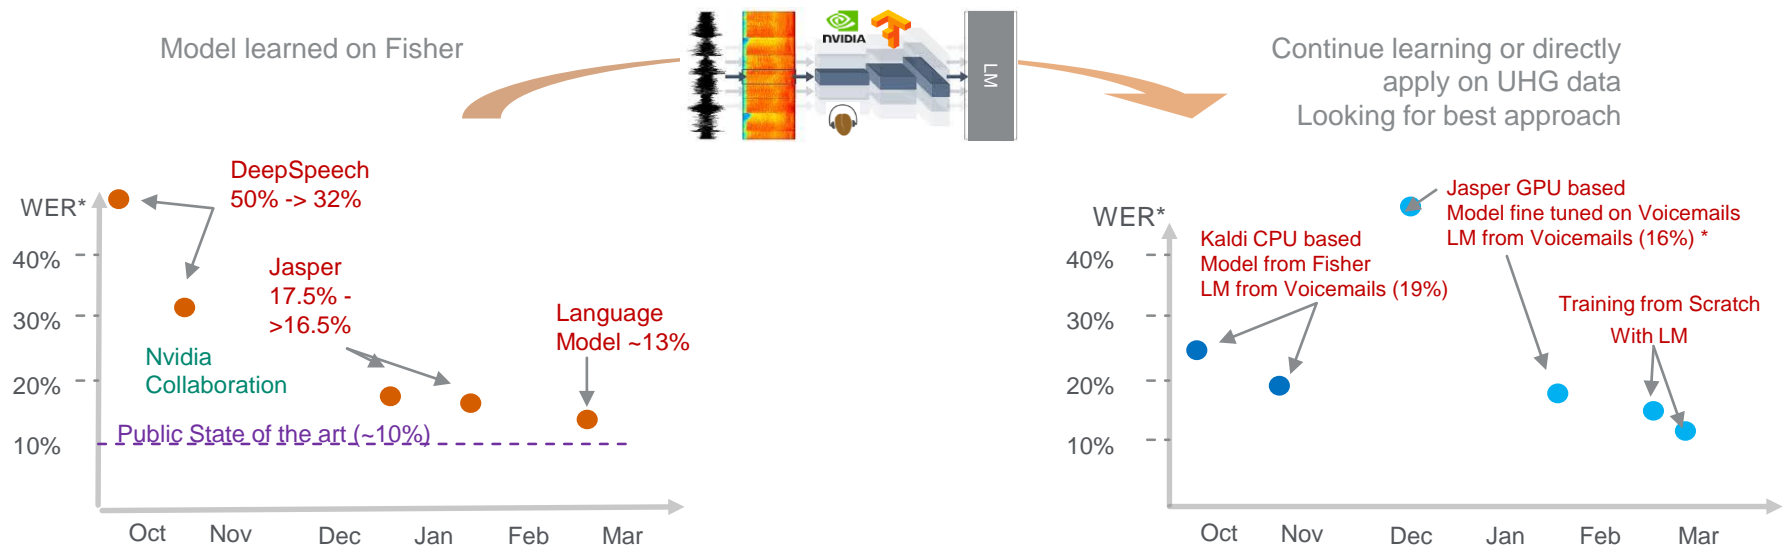 Model learned on Fisher
NVIDIA
LM
Continue learning or directly
apply on UHG data
Looking for best approach
WER*
40%
30%
20%
10%
DeepSpeech
50% -> 32%
Jasper
17.5% -
>16.5%
Language
Model ~13%
Nvidia
Collaboration
Public State of the art (~10%)
Oct
Nov
Dec
Jan
Feb
Mar
WER*
40%
30%
20%
10%
Kaldi CPU based
Model from Fisher
LM from Voicemails (19%)
Jasper GPU based
Model fine tuned on Voicemails
LM from Voicemails (16%) *
Training from Scratch
With LM
Oct
Nov
Dec
Jan
Feb
Mar